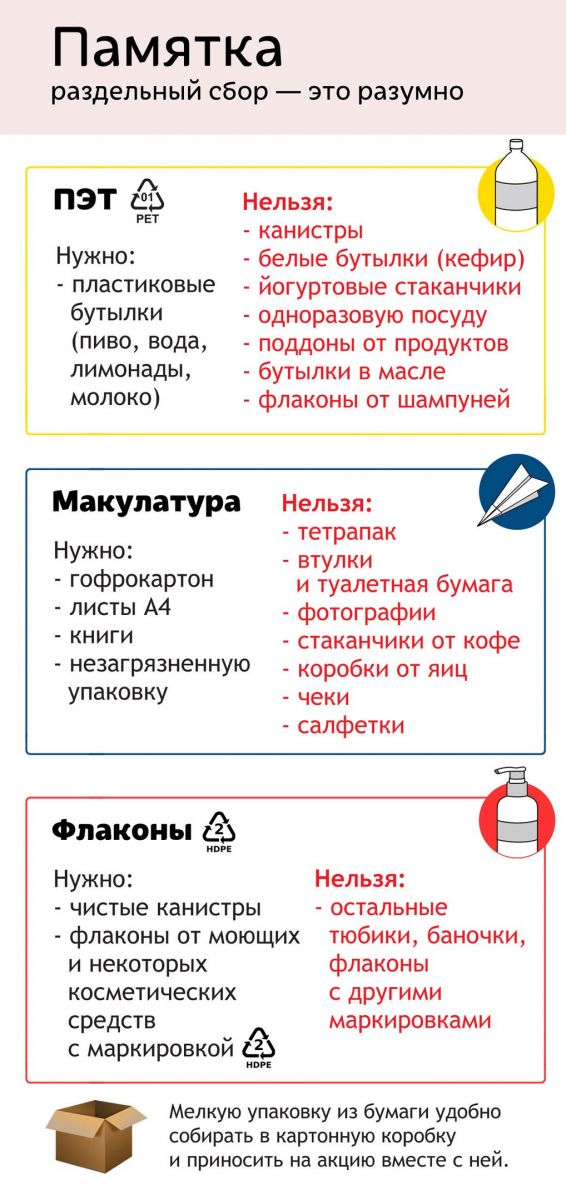 Памятка
раздельный сбор — это разумно
ПЭТ
01
PET
Нужно:
- пластиковые
бутылки
(пиво, вода,
лимонады,
молоко)
Нельзя:
- канистры
- белые бутылки (кефир)
- йогуртовые стаканчики
- одноразовую посуду
- поддоны от продуктов
- бутылки в масле
- флаконы от шампуней
Макулатура
Нужно:
- гофрокартон
- листы А4
- книги
- незагрязненную
упаковку
Нельзя:
- тетрапак
- втулки
и туалетная бумага
- фотографии
- стаканчики от кофе
- коробки от яиц
- чеки
- салфетки
Флаконы
2
HDPE
Нужно:
- чистые канистры
- флаконы от моющих
и некоторых
косметических
средств
с маркировкой
2
HDPE
Нельзя:
- остальные
тюбики, баночки,
флаконы
с другими
маркировками
Мелкую упаковку из бумаги удобно
собирать в картонную коробку
и приносить на акцию вместе с ней.